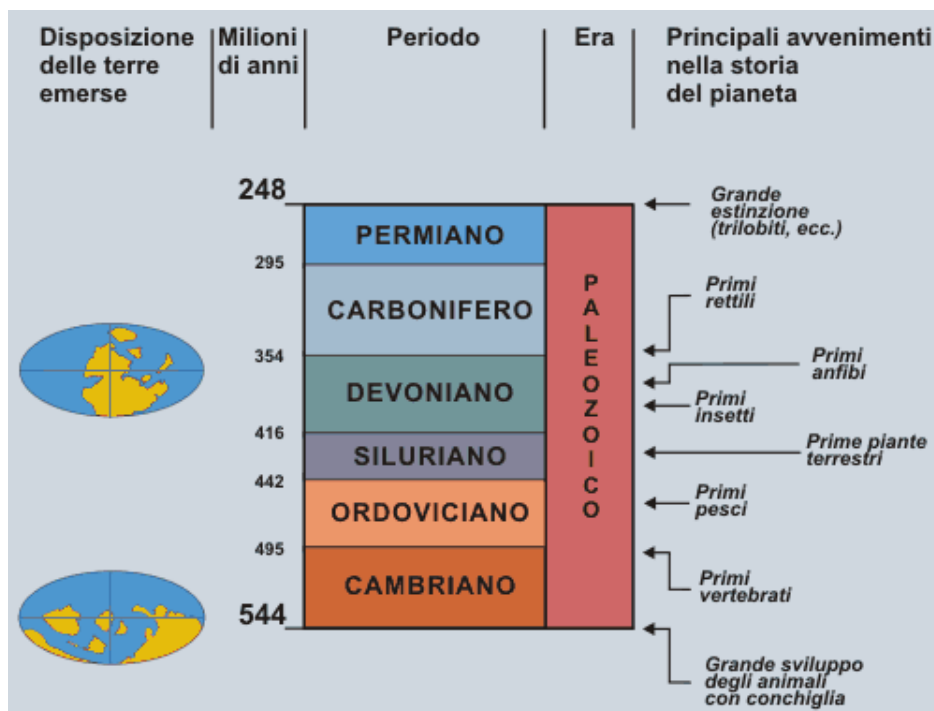 Disposizione
delle terre
emerse
Milioni
di anni
Periodo
Era
Principali avvenimenti
nella storia
del pianeta
248
PERMIANO
295
CARBONIFERO
354
DEVONIANO
416
SILURIANO
442
ORDOVICIANO
495
CAMBRIANO
544
PALEOZOICO
Grande
estinzione
(trilobiti, ecc.)
Primi
rettili
Primi
anfibi
Primi
insetti
Prime piante
terrestri
Primi
pesci
Primi
vertebrati
Grande sviluppo
degli animali
con conchiglia